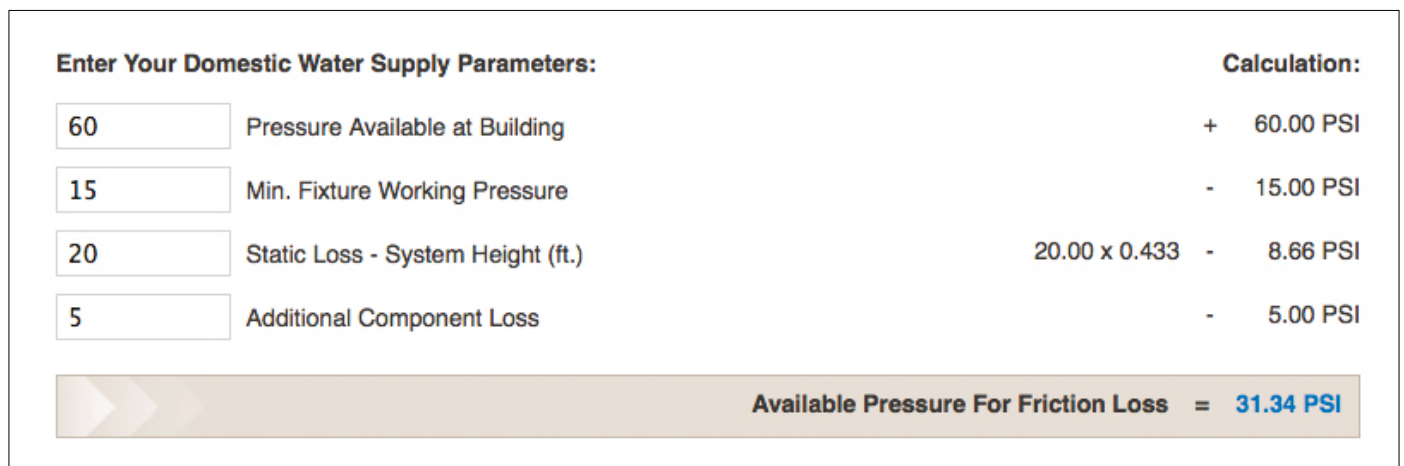 Enter Your Domestic Water Supply Parameters: Calculation:
60 Pressure Available at Building + 60.00 PSI
15 Min. Fixture Working Pressure - 15.00 PSI
20 Static Loss - System Height (ft.) 20.00 x 0.433 - 8.66 PSI
5 Additional Component Loss - 5.00 PSI
Available Pressure For Friction Loss = 31.34 PSI